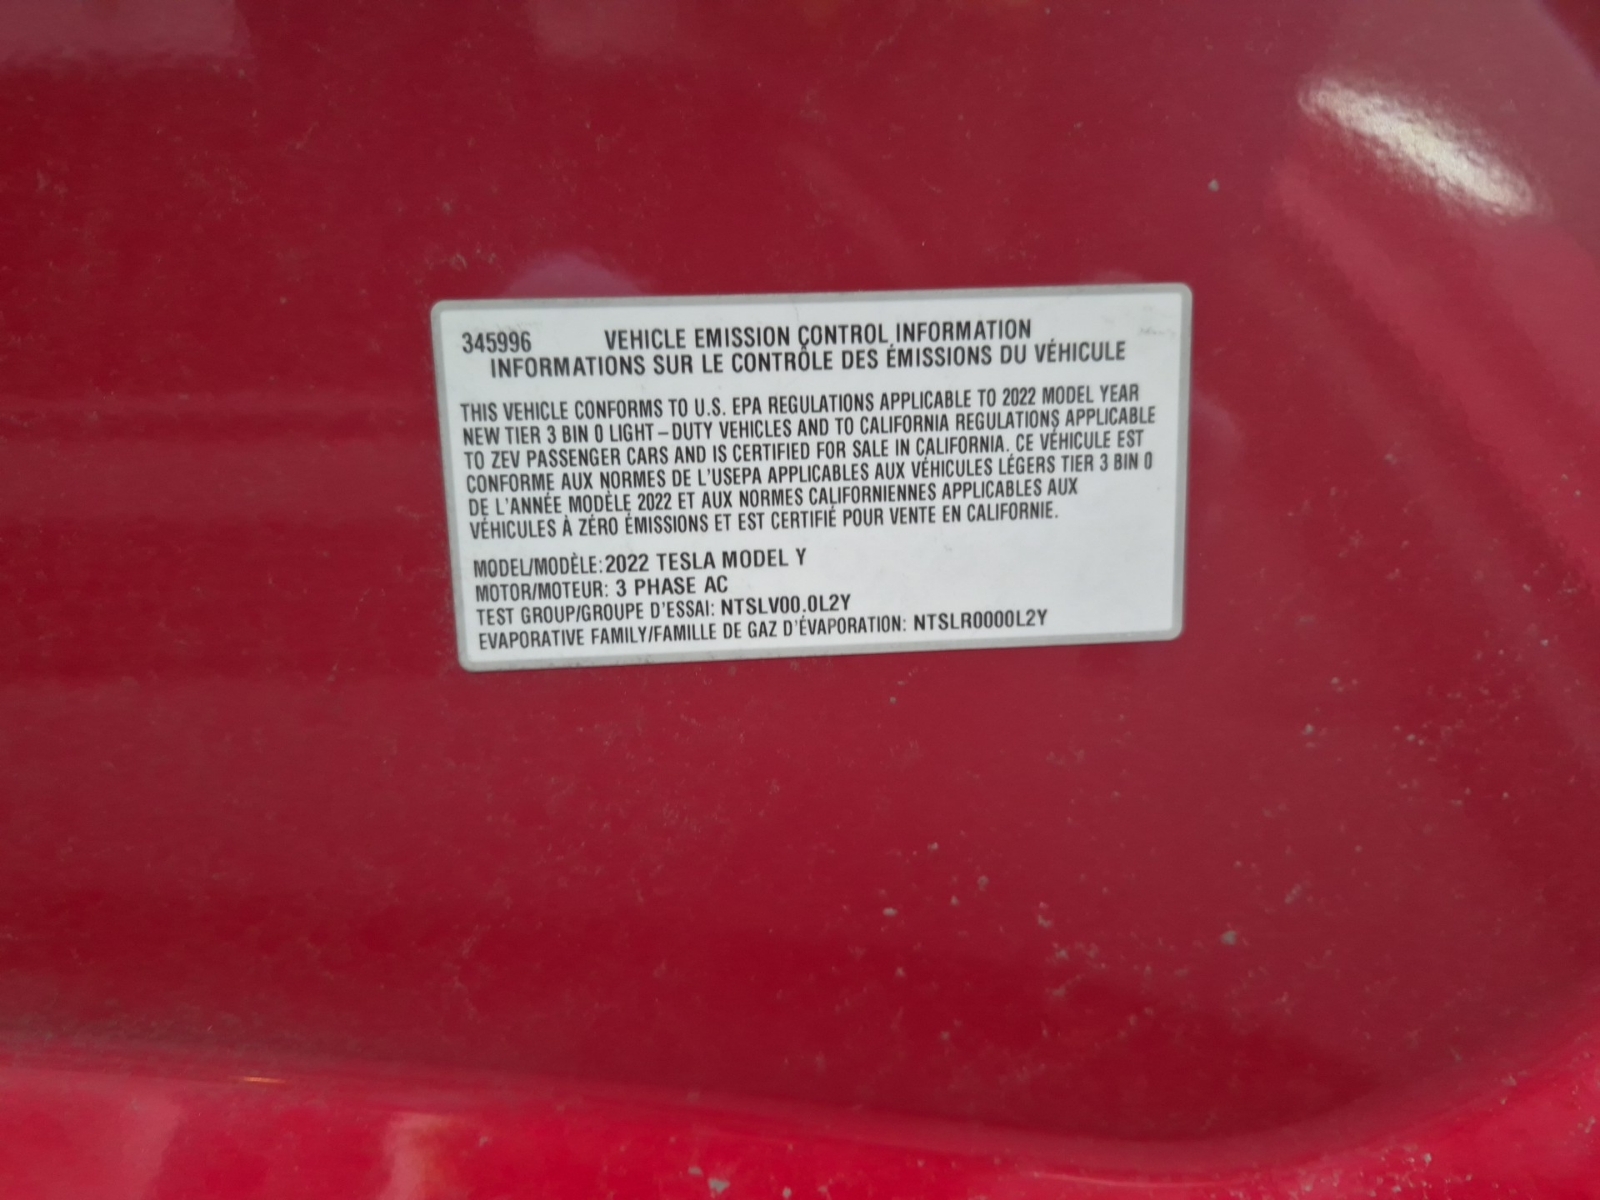 345996 VEHICLE EMISSION CONTROL INFORMATION
INFORMATIONS SUR LE CONTRÔLE DES ÉMISSIONS DU VÉHICULE
THIS VEHICLE CONFORMS TO U.S. EPA REGULATIONS APPLICABLE TO 2022 MODEL YEAR
NEW TIER 3 BIN 0 LIGHT-DUTY VEHICLES AND TO CALIFORNIA REGULATIONS APPLICABLE
TO ZEV PASSENGER CARS AND IS CERTIFIED FOR SALE IN CALIFORNIA. CE VÉHICULE EST
CONFORME AUX NORMES DE L'USEPA APPLICABLES AUX VÉHICULES LÉGERS TIER 3 BIN 0
DE L'ANNÉE MODÈLE 2022 ET AUX NORMES CALIFORNIENNES APPLICABLES AUX
VÉHICULES À ZÉRO ÉMISSIONS ET EST CERTIFIÉ POUR VENTE EN CALIFORNIE.
MODEL/MODÈLE: 2022 TESLA MODEL Y
MOTOR/MOTEUR: 3 PHASE AC
TEST GROUP/GROUPE D'ESSAI: NTSLV00.0L2Y
EVAPORATIVE FAMILY/FAMILLE DE GAZ D'ÉVAPORATION: NTSLR0000L2Y